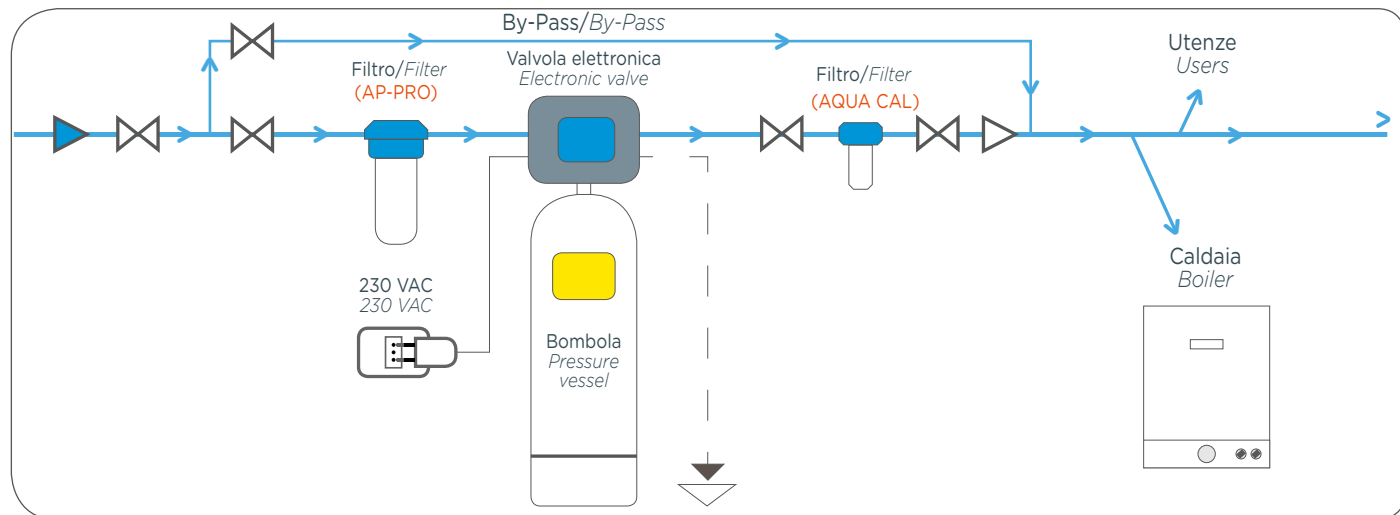 By-Pass/By-Pass
Utenze
Users
Filtro/Filter
(AP-PRO)
Valvola elettronica
Electronic valve
Filtro/Filter
(AQUA CAL)
230 VAC
230 VAC
Bombola
Pressure
vessel
Caldaia
Boiler